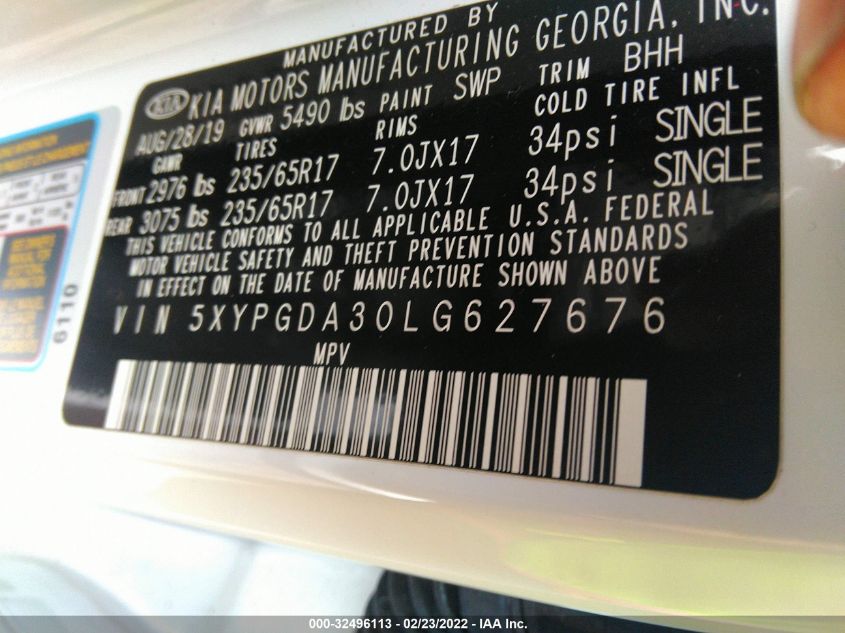 MANUFACTURED BY
KIA KIA MOTORS MANUFACTURING GEORGIA, INC.
AUG/28/19 GVWR 5490 lbs PAINT SWP TRIM BHH
GAWR TIRES RIMS COLD TIRE INFL
FRONT 2976 lbs 235/65R17 7.0JX17 34psi SINGLE
REAR 3075 lbs 235/65R17 7.0JX17 34psi SINGLE
THIS VEHICLE CONFORMS TO ALL APPLICABLE U.S.A. FEDERAL
MOTOR VEHICLE SAFETY AND THEFT PREVENTION STANDARDS
IN EFFECT ON THE DATE OF MANUFACTURE SHOWN ABOVE
VIN 5XYPGDA30LG627676
MPV
6110
000-32496113 - 02/23/2022 - IAA Inc.